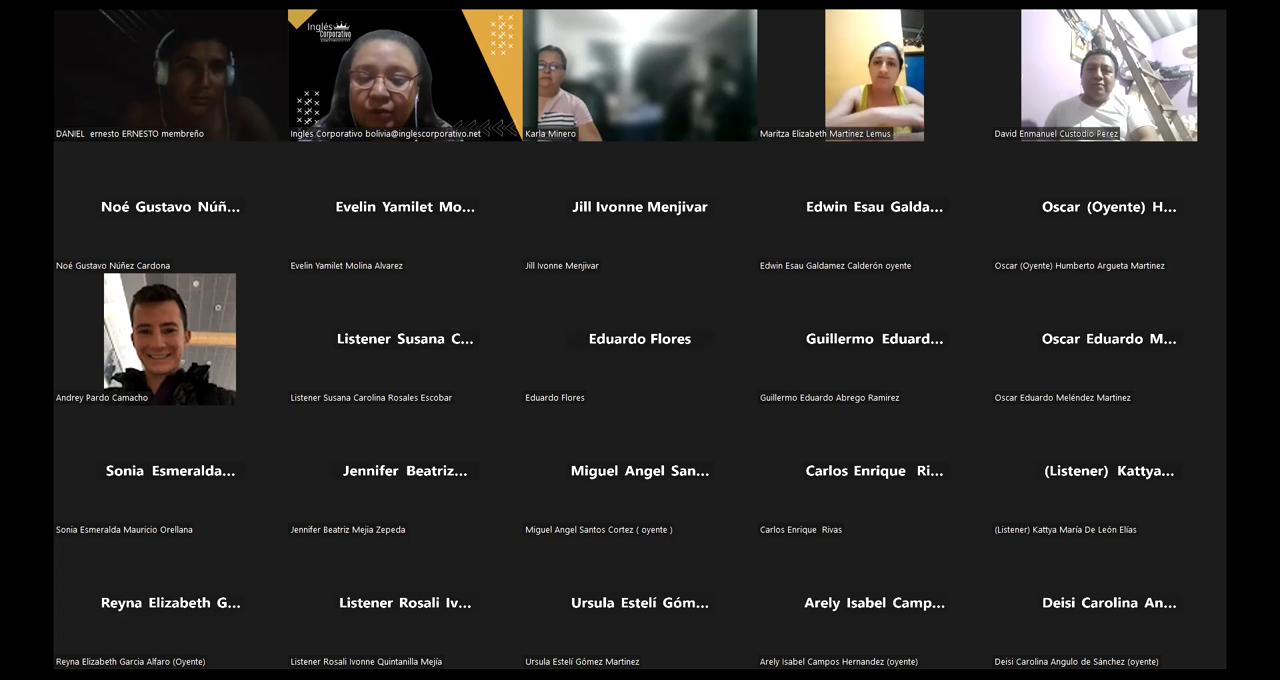 Inglés
Corporativo
DANIEL ernesto ERNESTO membreño
Inglés Corporativo bolivia@inglescorporativo.net
Karla Minero
Maritza Elizabeth Martinez Lemus
David Enmanuel Custodio Pérez
Noé Gustavo Núñ...
Evelin Yamilet Mo...
Jill Ivonne Menjivar
Edwin Esau Galda...
Oscar (Oyente) H...
Noé Gustavo Núñez Cardona
Evelin Yamilet Molina Alvarez
Jill Ivonne Menjivar
Edwin Esau Galdamez Calderón oyente
Oscar (Oyente) Humberto Argueta Martinez
Listener Susana C...
Eduardo Flores
Guillermo Eduard...
Oscar Eduardo M...
Andrey Pardo Camacho
Listener Susana Carolina Rosales Escobar
Eduardo Flores
Guillermo Eduardo Abrego Ramirez
Oscar Eduardo Meléndez Martinez
Sonia Esmeralda...
Jennifer Beatriz...
Miguel Angel San...
Carlos Enrique Ri...
(Listener) Kattya...
Sonia Esmeralda Mauricio Orellana
Jennifer Beatriz Mejia Zepeda
Miguel Angel Santos Cortez ( oyente )
Carlos Enrique Rivas
(Listener) Kattya María De León Elías
Reyna Elizabeth G...
Listener Rosali Iv...
Ursula Estelí Góm...
Arely Isabel Camp...
Deisi Carolina An...
Reyna Elizabeth Garcia Alfaro (Oyente)
Listener Rosali Ivonne Quintanilla Mejía
Ursula Estelí Gómez Martinez
Arely Isabel Campos Hernandez (oyente)
Deisi Carolina Angulo de Sánchez (oyente)